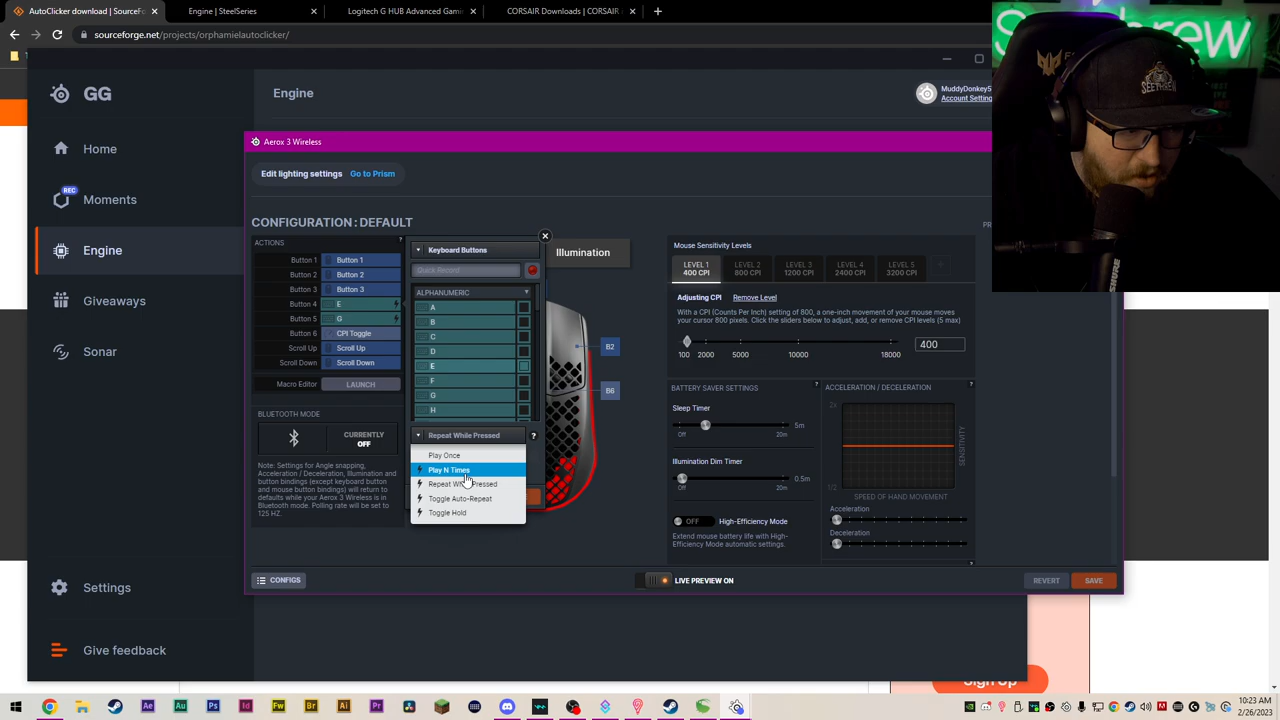 AutoClicker download | SourceFo
Engine | SteelSeries
Logitech G HUB Advanced Gam
CORSAIR Downloads | CORSAIR
sourceforge.net/projects/orphamielautoclicker/
GG
Home
REC
Moments
Engine
Giveaways
Sonar
Settings
Give feedback
Engine
MuddyDonkey5
Account Setting
Aerox 3 Wireless
Edit lighting settings Go to Prism
CONFIGURATION : DEFAULT
PR
ACTIONS ?
Button 1 Button 1
Button 2 Button 2
Button 3 Button 3
Button 4 E
Button 5 G
Button 6 CPI Toggle
Scroll Up Scroll Up
Scroll Down Scroll Down
Macro Editor LAUNCH
BLUETOOTH MODE
CURRENTLY
OFF
Note: Settings for Angle snapping,
Acceleration / Deceleration, Illumination and
button bindings (except keyboard button
and mouse button bindings) will return to
defaults while your Aerox 3 Wireless is in
Bluetooth mode. Polling rate will be set to
125 HZ.
Keyboard Buttons
Quick Record
ALPHANUMERIC
A
B
C
D
E
F
G
H
Repeat While Pressed ?
Play Once
Play N Times
Repeat While Pressed
Toggle Auto-Repeat
Toggle Hold
Illumination
B2
B6
Mouse Sensitivity Levels
LEVEL 1
400 CPI
LEVEL 2
800 CPI
LEVEL 3
1200 CPI
LEVEL 4
2400 CPI
LEVEL 5
3200 CPI
Adjusting CPI Remove Level
With a CPI (Counts Per Inch) setting of 800, a one-inch movement of your mouse moves
your cursor 800 pixels. Click the sliders below to adjust, add, or remove CPI levels (5 max)
100 2000 5000 10000 18000
400
BATTERY SAVER SETTINGS ?
Sleep Timer
5m
Off 20m
Illumination Dim Timer
0.5m
Off 20m
OFF High-Efficiency Mode
Extend mouse battery life with High-
Efficiency Mode automatic settings.
ACCELERATION / DECELERATION ?
2x
1/2
SENSITIVITY
SPEED OF HAND MOVEMENT
Acceleration
Deceleration
?
CONFIGS
LIVE PREVIEW ON
REVERT
SAVE
Sign Up
SEETHREW
SHURE
10:23 AM
2/26/2023